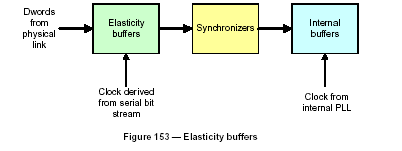 Dwords
from
physical
link
Elasticity
buffers
Synchronizers
Internal
buffers
Clock derived
from serial bit
stream
Clock from
internal PLL
Figure 153 — Elasticity buffers